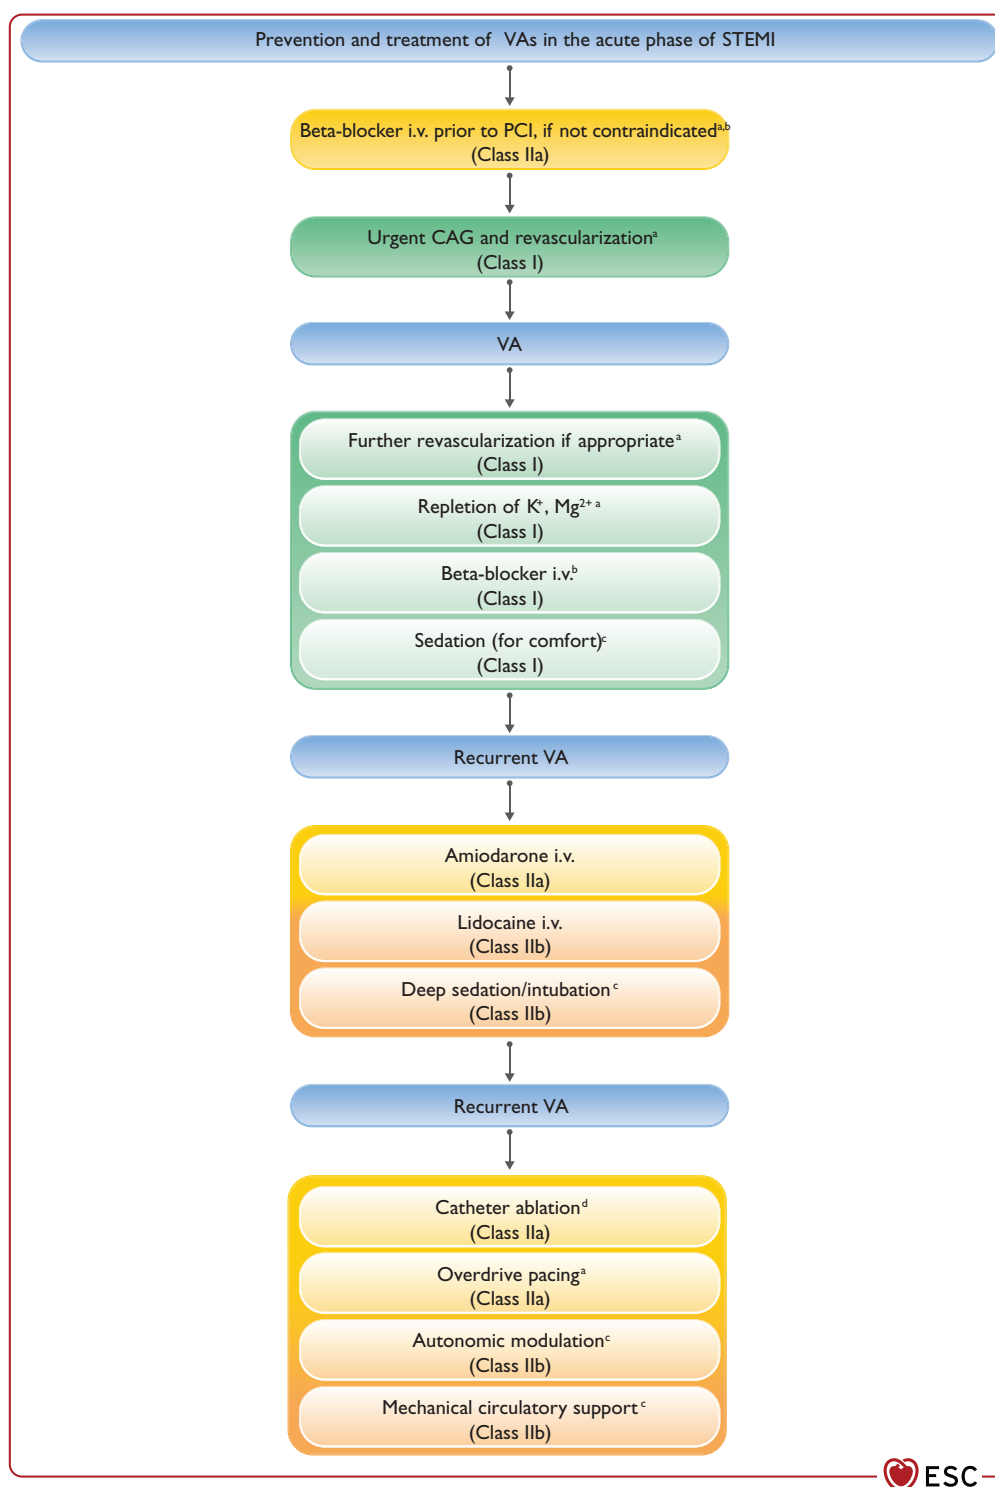 Prevention and treatment of VAs in the acute phase of STEMI
Beta-blocker i.v. prior to PCI, if not contraindicatedᵃ,ᵇ
(Class IIa)
Urgent CAG and revascularizationᵃ
(Class I)
VA
Further revascularization if appropriateᵃ
(Class I)
Repletion of K⁺, Mg²⁺ ᵃ
(Class I)
Beta-blocker i.v.ᵇ
(Class I)
Sedation (for comfort)ᶜ
(Class I)
Recurrent VA
Amiodarone i.v.
(Class IIa)
Lidocaine i.v.
(Class IIb)
Deep sedation/intubationᶜ
(Class IIb)
Recurrent VA
Catheter ablationᵈ
(Class IIa)
Overdrive pacingᵃ
(Class IIa)
Autonomic modulationᶜ
(Class IIb)
Mechanical circulatory supportᶜ
(Class IIb)
ESC